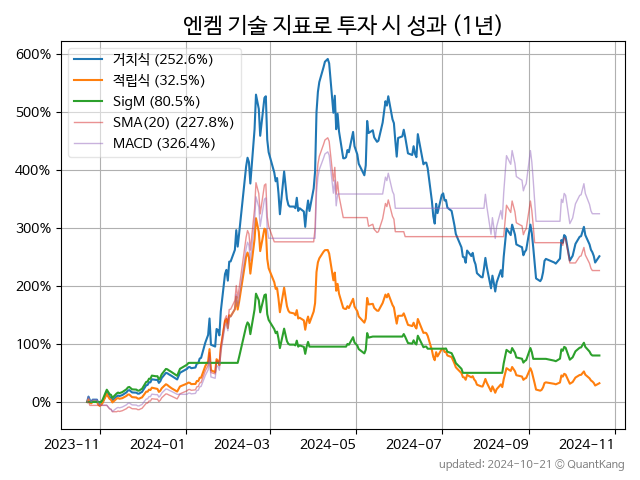 엔켐 기술 지표로 투자 시 성과 (1년)
거치식 (252.6%)
적립식 (32.5%)
SigM (80.5%)
SMA(20) (227.8%)
MACD (326.4%)
600%
500%
400%
300%
200%
100%
0%
2023-11
2024-01
2024-03
2024-05
2024-07
2024-09
2024-11
updated: 2024-10-21 © QuantKang